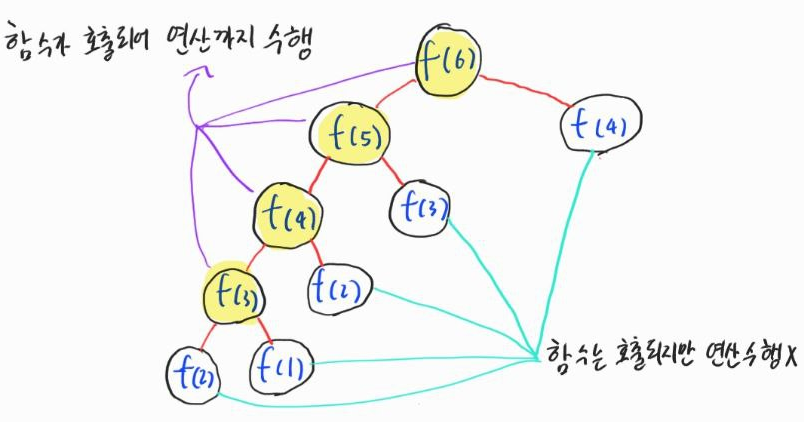 함수가 호출되어 연산까지 수행
f(6)
f(5)
f(4)
f(4)
f(3)
f(3)
f(2)
f(2)
f(1)
함수는 호출되지만 연산수행 X